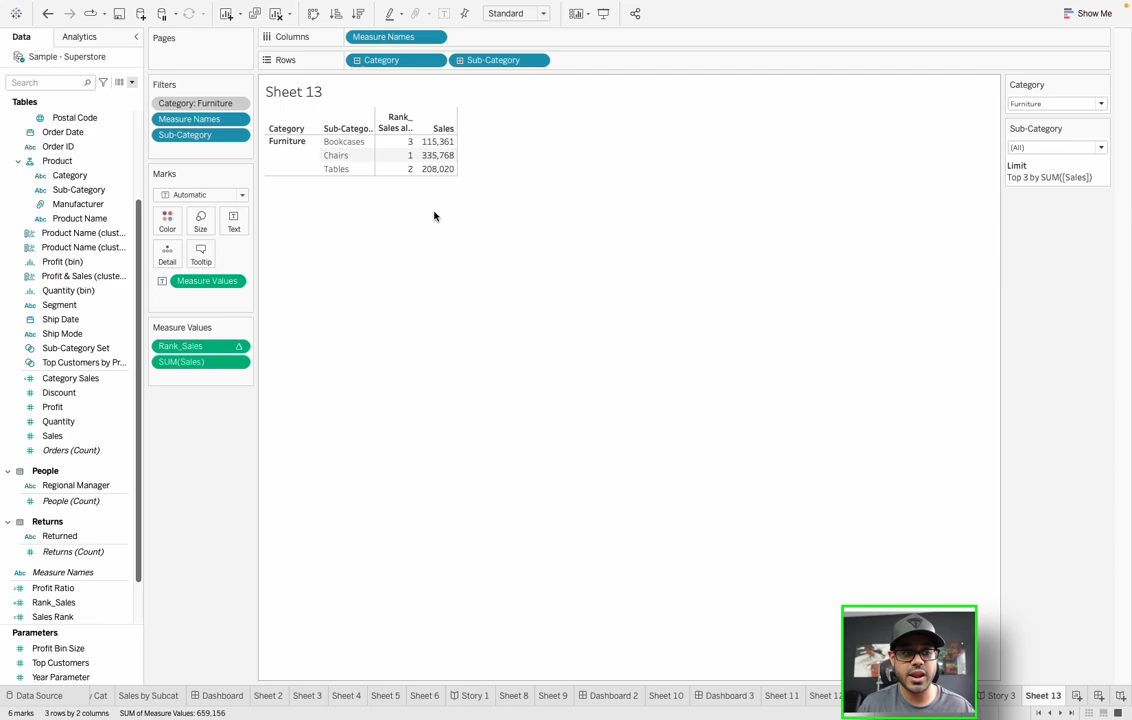 Standard
Show Me
Data
Analytics
Sample - Superstore
Search
Tables
Postal Code
Order Date
Order ID
Product
Category
Sub-Category
Manufacturer
Product Name
Product Name (clust...
Product Name (clust...
Profit (bin)
Profit & Sales (cluste...
Quantity (bin)
Segment
Ship Date
Ship Mode
Sub-Category Set
Top Customers by Pr...
Category Sales
Discount
Profit
Quantity
Sales
Orders (Count)
People
Regional Manager
People (Count)
Returns
Returned
Returns (Count)
Measure Names
Profit Ratio
Rank_Sales
Sales Rank
Parameters
Profit Bin Size
Top Customers
Year Parameter
Pages
Filters
Category: Furniture
Measure Names
Sub-Category
Marks
Automatic
Color Size Text
Detail Tooltip
Measure Values
Measure Values
Rank_Sales
SUM(Sales)
Columns Measure Names
Rows Category Sub-Category
Sheet 13
Rank_
Category Sub-Catego.. Sales al.. Sales
Furniture Bookcases 3 115,361
Chairs 1 335,768
Tables 2 208,020
Category
Furniture
Sub-Category
(All)
Limit
Top 3 by SUM([Sales])
Data Source y Cat Sales by Subcat Dashboard Sheet 2 Sheet 3 Sheet 4 Sheet 5 Sheet 6 Story 1 Sheet 8 Sheet 9 Dashboard 2 Sheet 10 Dashboard 3 Sheet 11 Sheet 12 Story 3 Sheet 13
6 marks 3 rows by 2 columns SUM of Measure Values: 659,156